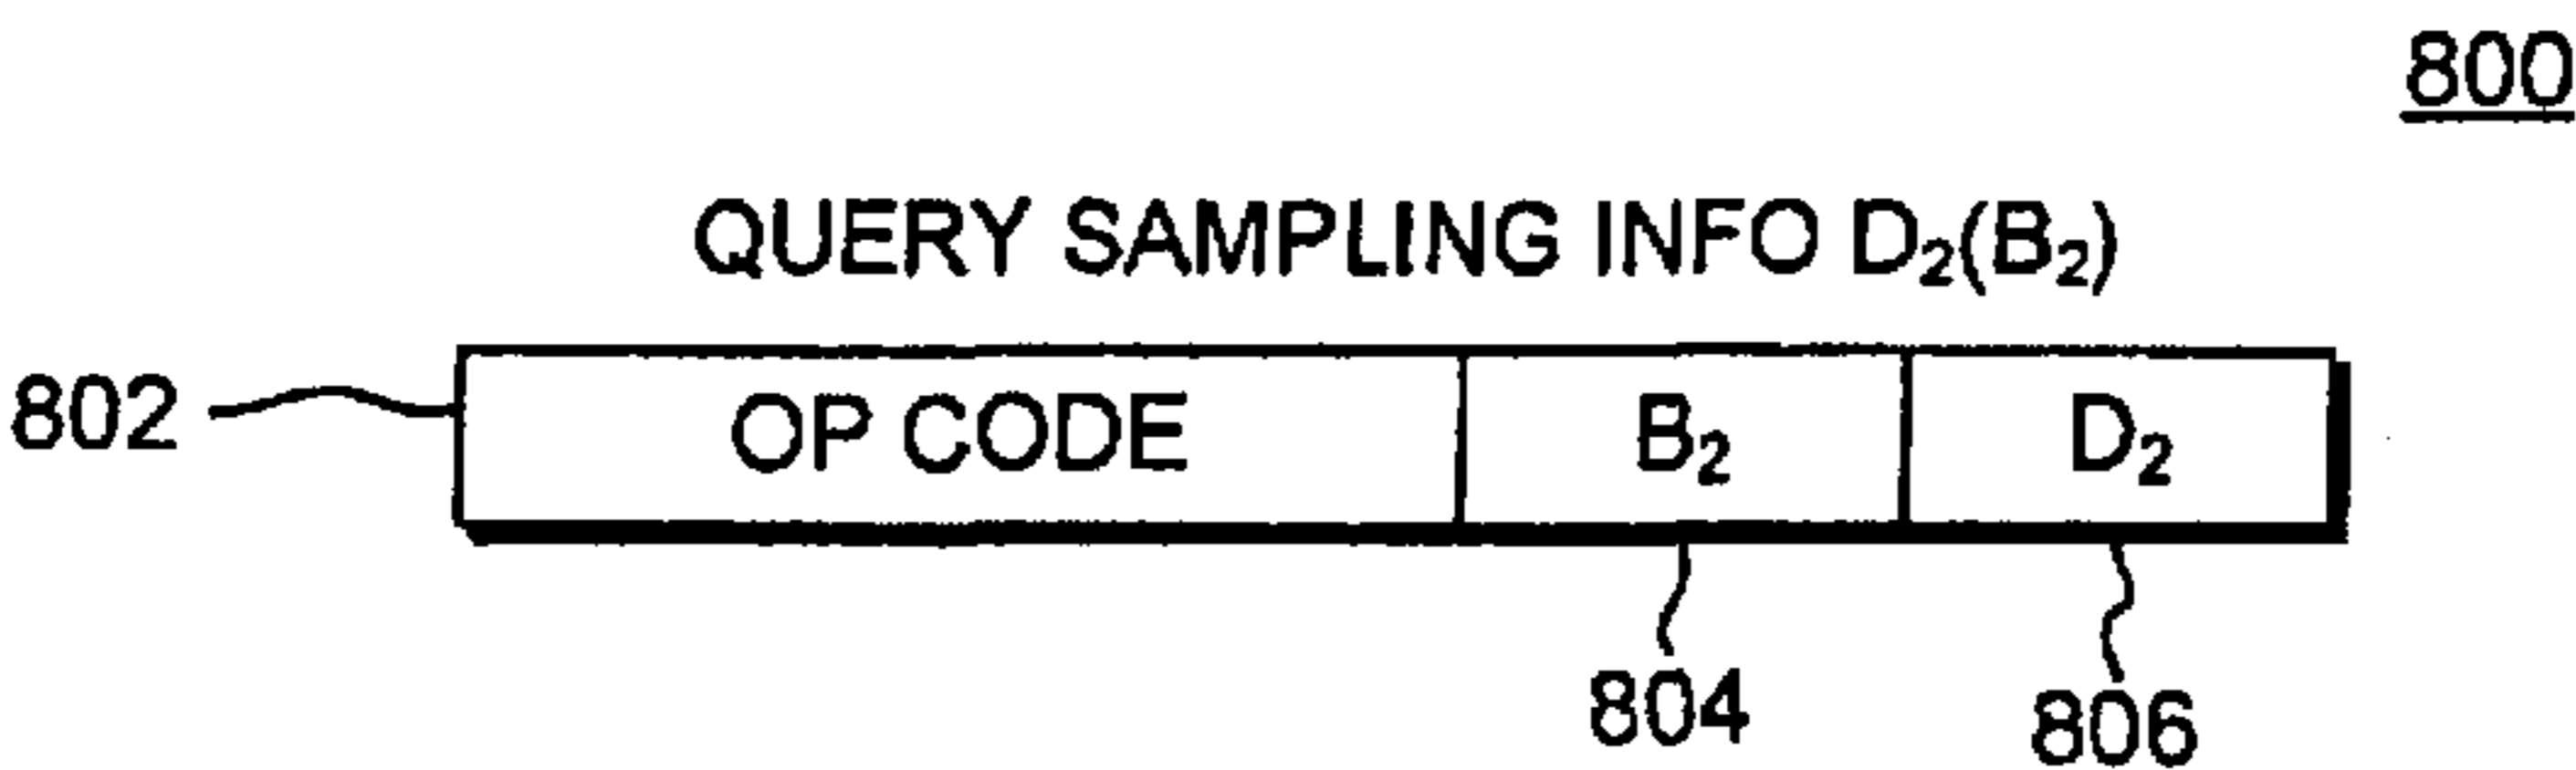 800
QUERY SAMPLING INFO D₂(B₂)
802 OP CODE B₂ D₂
804 806